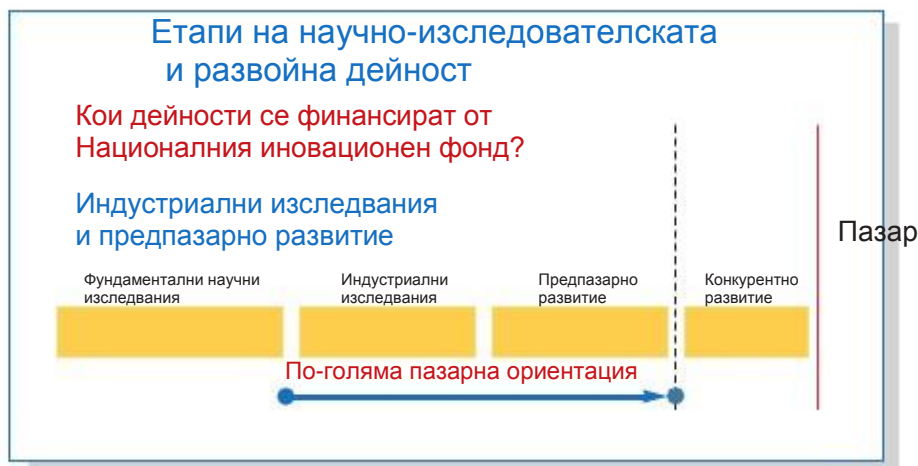 Етапи на научно-изследователската
и развойна дейност
Кои дейности се финансират от
Националния иновационен фонд?
Индустриални изследвания
и предпазарно развитие
Пазар
Фундаментални научни
изследвания
Индустриални
изследвания
Предпазарно
развитие
Конкурентно
развитие
По-голяма пазарна ориентация